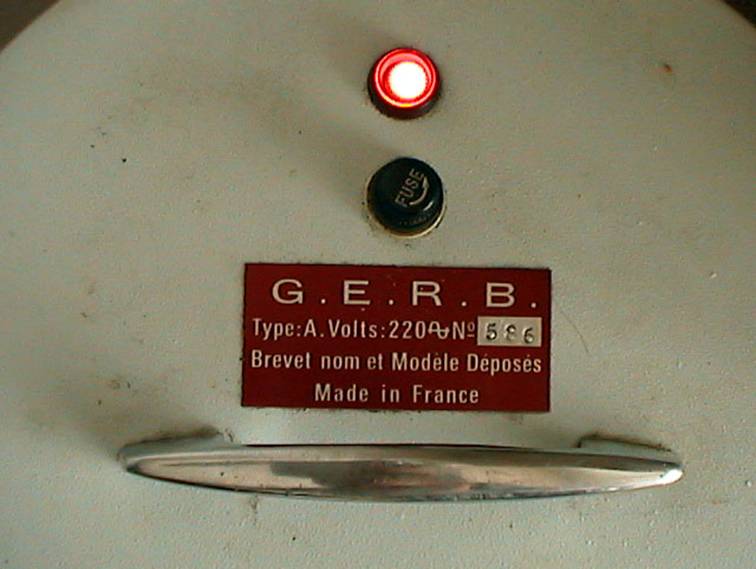 FUSE
G.E.R.B.
Type:A.Volts:220∿Nº 586
Brevet nom et Modèle Déposés
Made in France